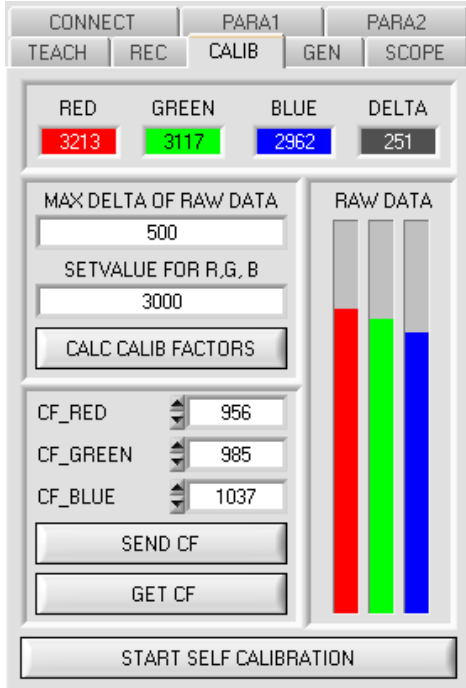 CONNECT PARA1 PARA2
TEACH REC CALIB GEN SCOPE
RED GREEN BLUE DELTA
3213 3117 2962 251
MAX DELTA OF RAW DATA
500
SETVALUE FOR R,G, B
3000
CALC CALIB FACTORS
RAW DATA
CF_RED 956
CF_GREEN 985
CF_BLUE 1037
SEND CF
GET CF
START SELF CALIBRATION